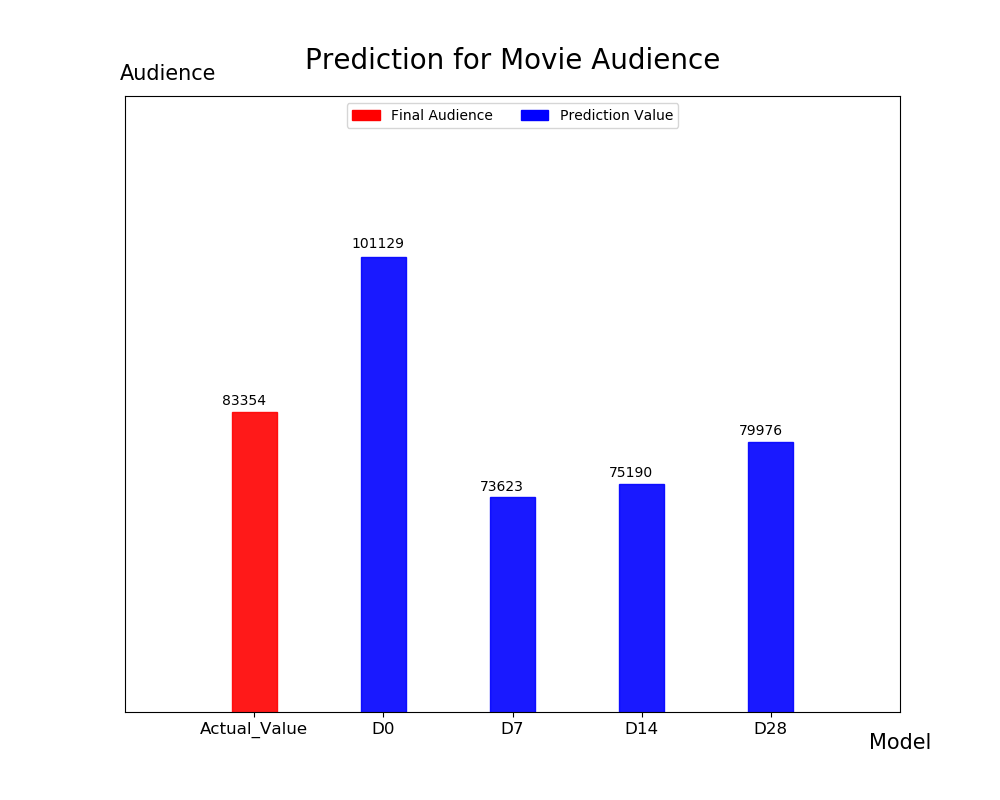 Prediction for Movie Audience
Audience
Final Audience
Prediction Value
101129
83354
79976
75190
73623
Actual_Value
D0
D7
D14
D28
Model